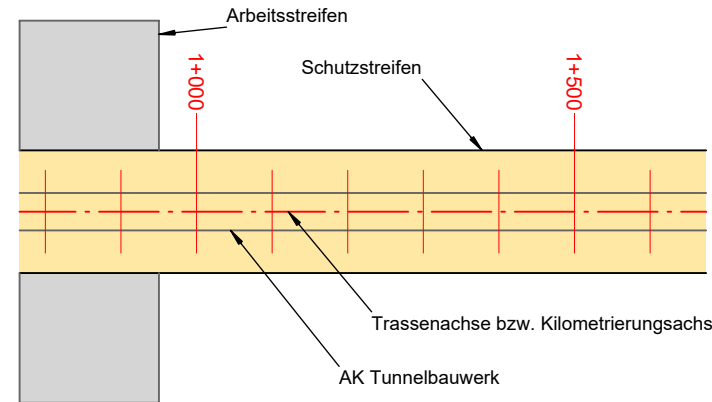 Arbeitsstreifen
Schutzstreifen
1+000
1+500
Trassenachse bzw. Kilometrierungsachs
AK Tunnelbauwerk